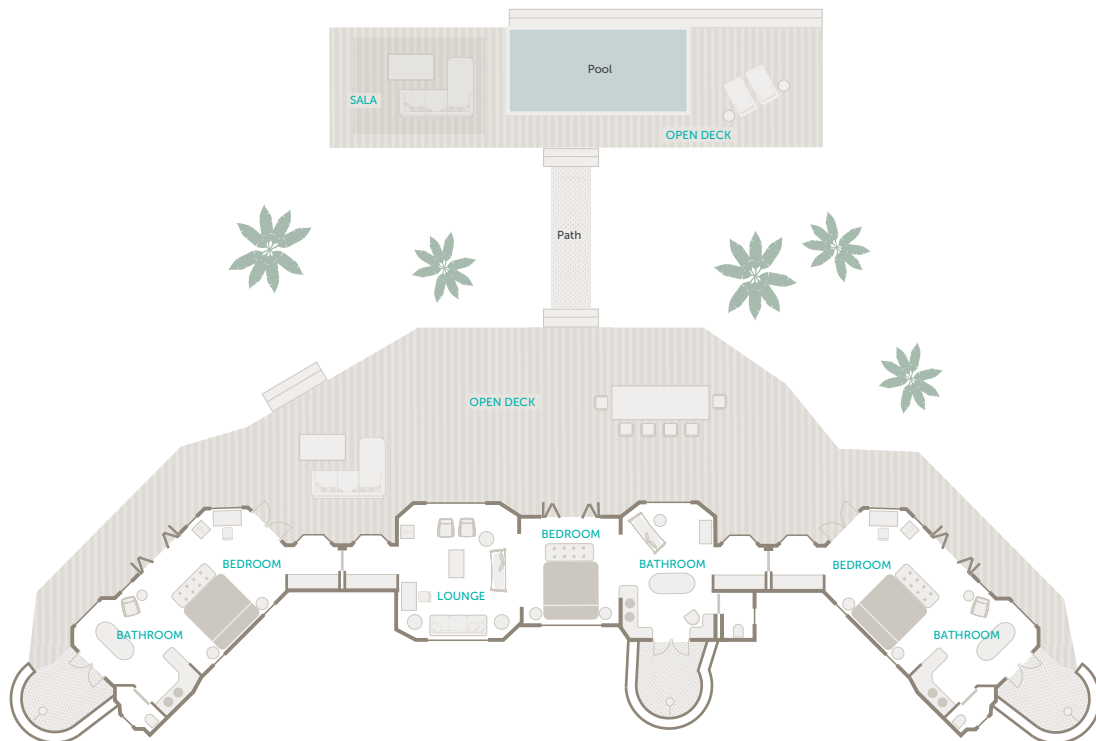 Pool
SALA
OPEN DECK
Path
OPEN DECK
BEDROOM
BEDROOM
BATHROOM
BEDROOM
LOUNGE
BATHROOM
BATHROOM